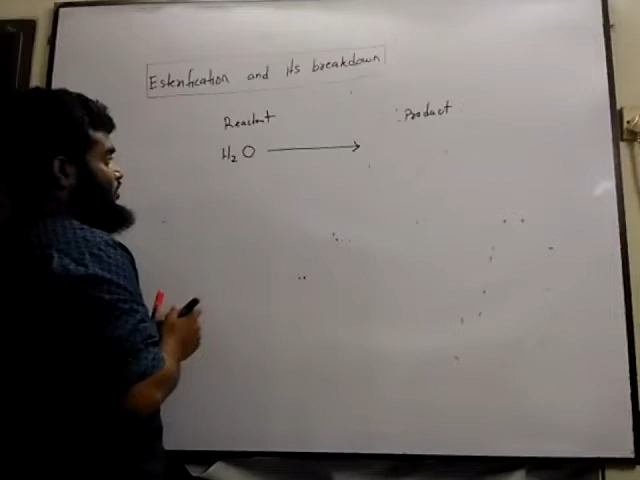 Esterification and its breakdown
Reactant Product
H₂O →